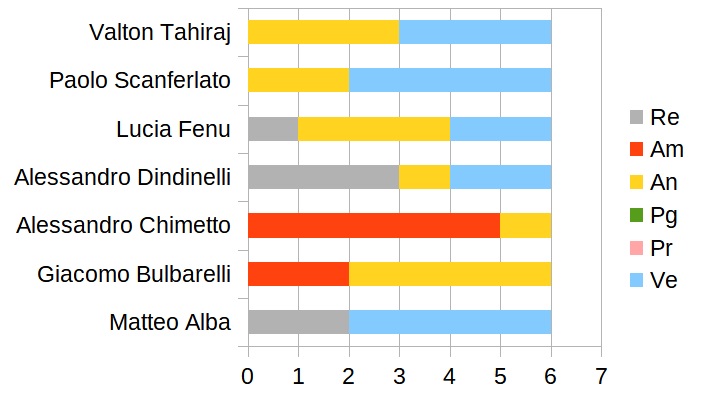 Valton Tahiraj
Paolo Scanferlato
Lucia Fenu
Alessandro Dindinelli
Alessandro Chimetto
Giacomo Bulbarelli
Matteo Alba
0 1 2 3 4 5 6 7
Re
Am
An
Pg
Pr
Ve